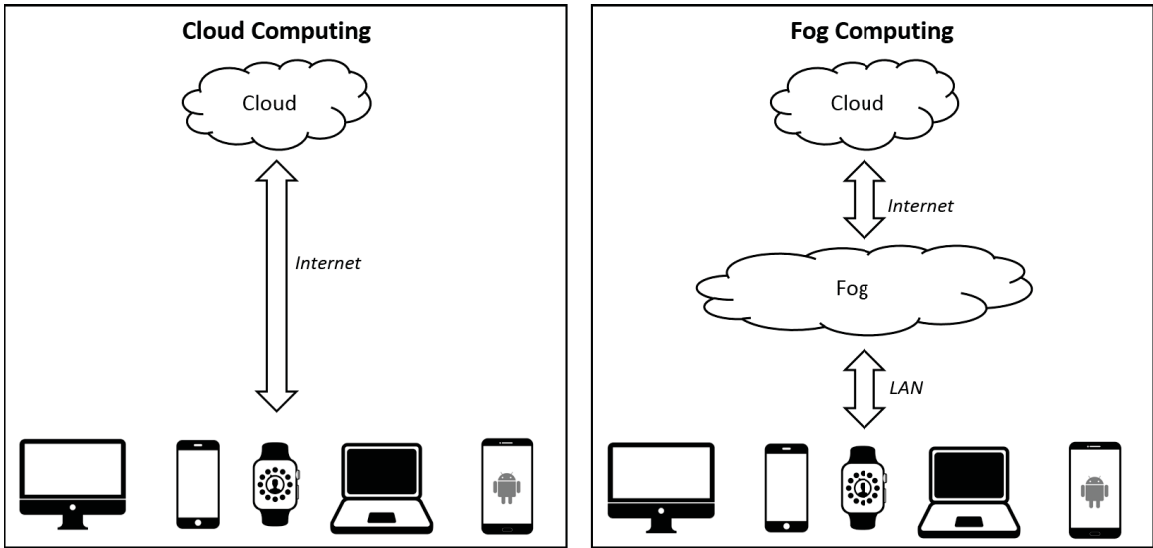 Cloud Computing
Cloud
Internet
Fog Computing
Cloud
Internet
Fog
LAN